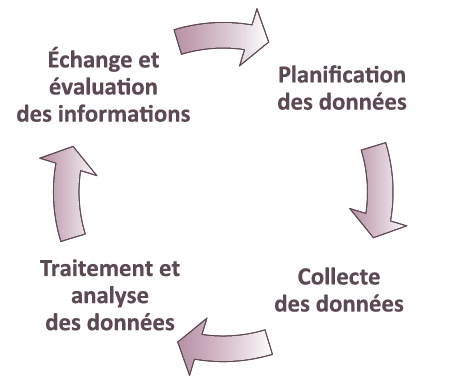 Échange et
évaluation
des informations
Planification
des données
Collecte
des données
Traitement et
analyse
des données